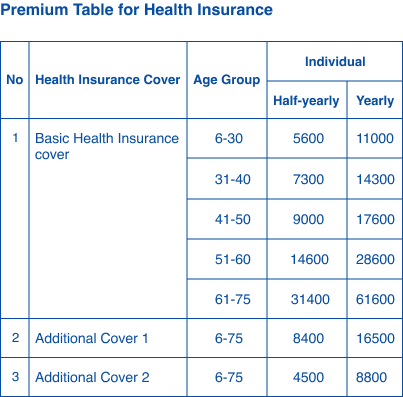 Premium Table for Health Insurance
No Health Insurance Cover Age Group Individual
Half-yearly Yearly
1 Basic Health Insurance cover 6-30 5600 11000
31-40 7300 14300
41-50 9000 17600
51-60 14600 28600
61-75 31400 61600
2 Additional Cover 1 6-75 8400 16500
3 Additional Cover 2 6-75 4500 8800